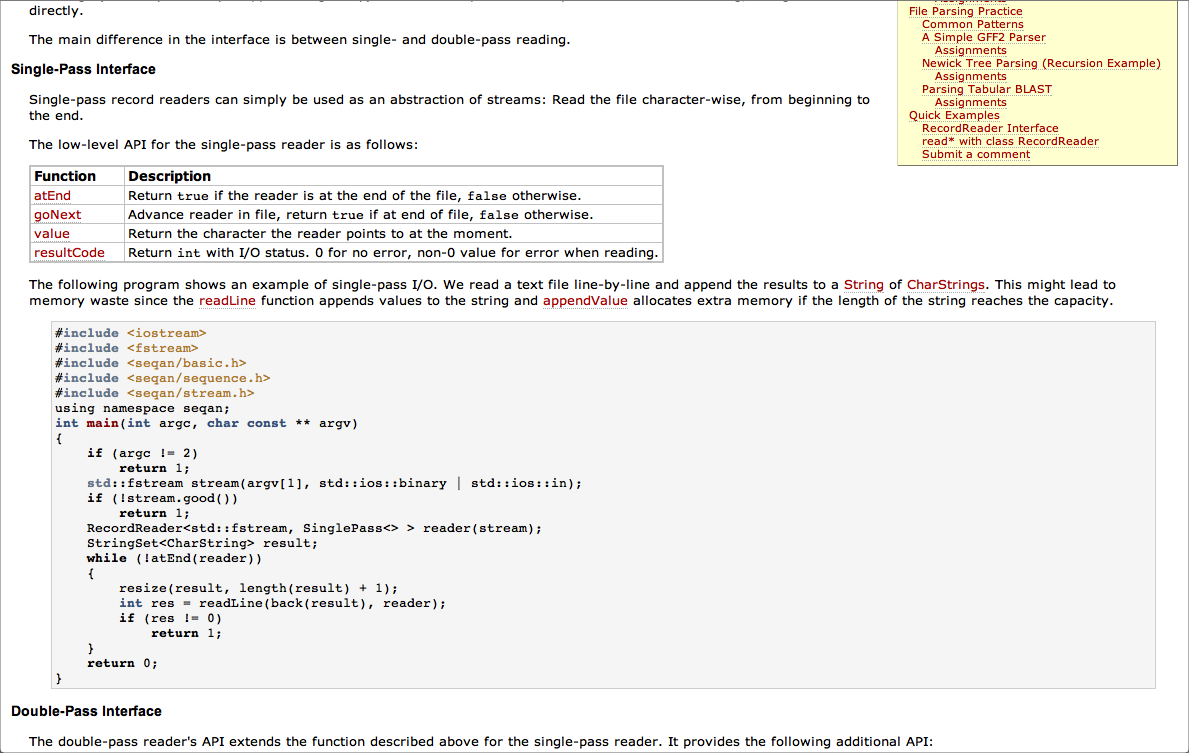 directly.
The main difference in the interface is between single- and double-pass reading.
Single-Pass Interface
Single-pass record readers can simply be used as an abstraction of streams: Read the file character-wise, from beginning to
the end.
The low-level API for the single-pass reader is as follows:
Function Description
atEnd Return true if the reader is at the end of the file, false otherwise.
goNext Advance reader in file, return true if at end of file, false otherwise.
value Return the character the reader points to at the moment.
resultCode Return int with I/O status. 0 for no error, non-0 value for error when reading.
File Parsing Practice
Common Patterns
A Simple GFF2 Parser
Assignments
Newick Tree Parsing (Recursion Example)
Assignments
Parsing Tabular BLAST
Assignments
Quick Examples
RecordReader Interface
read* with class RecordReader
Submit a comment
The following program shows an example of single-pass I/O. We read a text file line-by-line and append the results to a String of CharStrings. This might lead to
memory waste since the readLine function appends values to the string and appendValue allocates extra memory if the length of the string reaches the capacity.
#include <iostream>
#include <fstream>
#include <seqan/basic.h>
#include <seqan/sequence.h>
#include <seqan/stream.h>
using namespace seqan;
int main(int argc, char const ** argv)
{
    if (argc != 2)
        return 1;
    std::fstream stream(argv[1], std::ios::binary | std::ios::in);
    if (!stream.good())
        return 1;
    RecordReader<std::fstream, SinglePass<> > reader(stream);
    StringSet<CharString> result;
    while (!atEnd(reader))
    {
        resize(result, length(result) + 1);
        int res = readLine(back(result), reader);
        if (res != 0)
            return 1;
    }
    return 0;
}
Double-Pass Interface
The double-pass reader's API extends the function described above for the single-pass reader. It provides the following additional API: